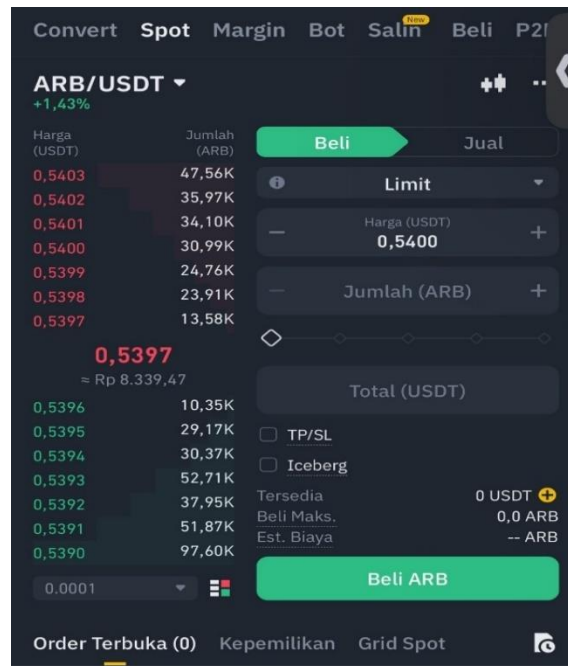 Convert Spot Margin Bot Salin New Beli
ARB/USDT
+1,43%
Harga (USDT) Jumlah (ARB)
0,5403 47,56K
0,5402 35,97K
0,5401 34,10K
0,5400 30,99K
0,5399 24,76K
0,5398 23,91K
0,5397 13,58K
0,5397
≈ Rp 8.339,47
0,5396 10,35K
0,5395 29,17K
0,5394 30,37K
0,5393 52,71K
0,5392 37,95K
0,5391 51,87K
0,5390 97,60K
0.0001
Beli Jual
Limit
Harga (USDT)
0,5400
Jumlah (ARB)
Total (USDT)
TP/SL
Iceberg
Tersedia 0 USDT
Beli Maks. 0,0 ARB
Est. Biaya -- ARB
Beli ARB
Order Terbuka (0) Kepemilikan Grid Spot